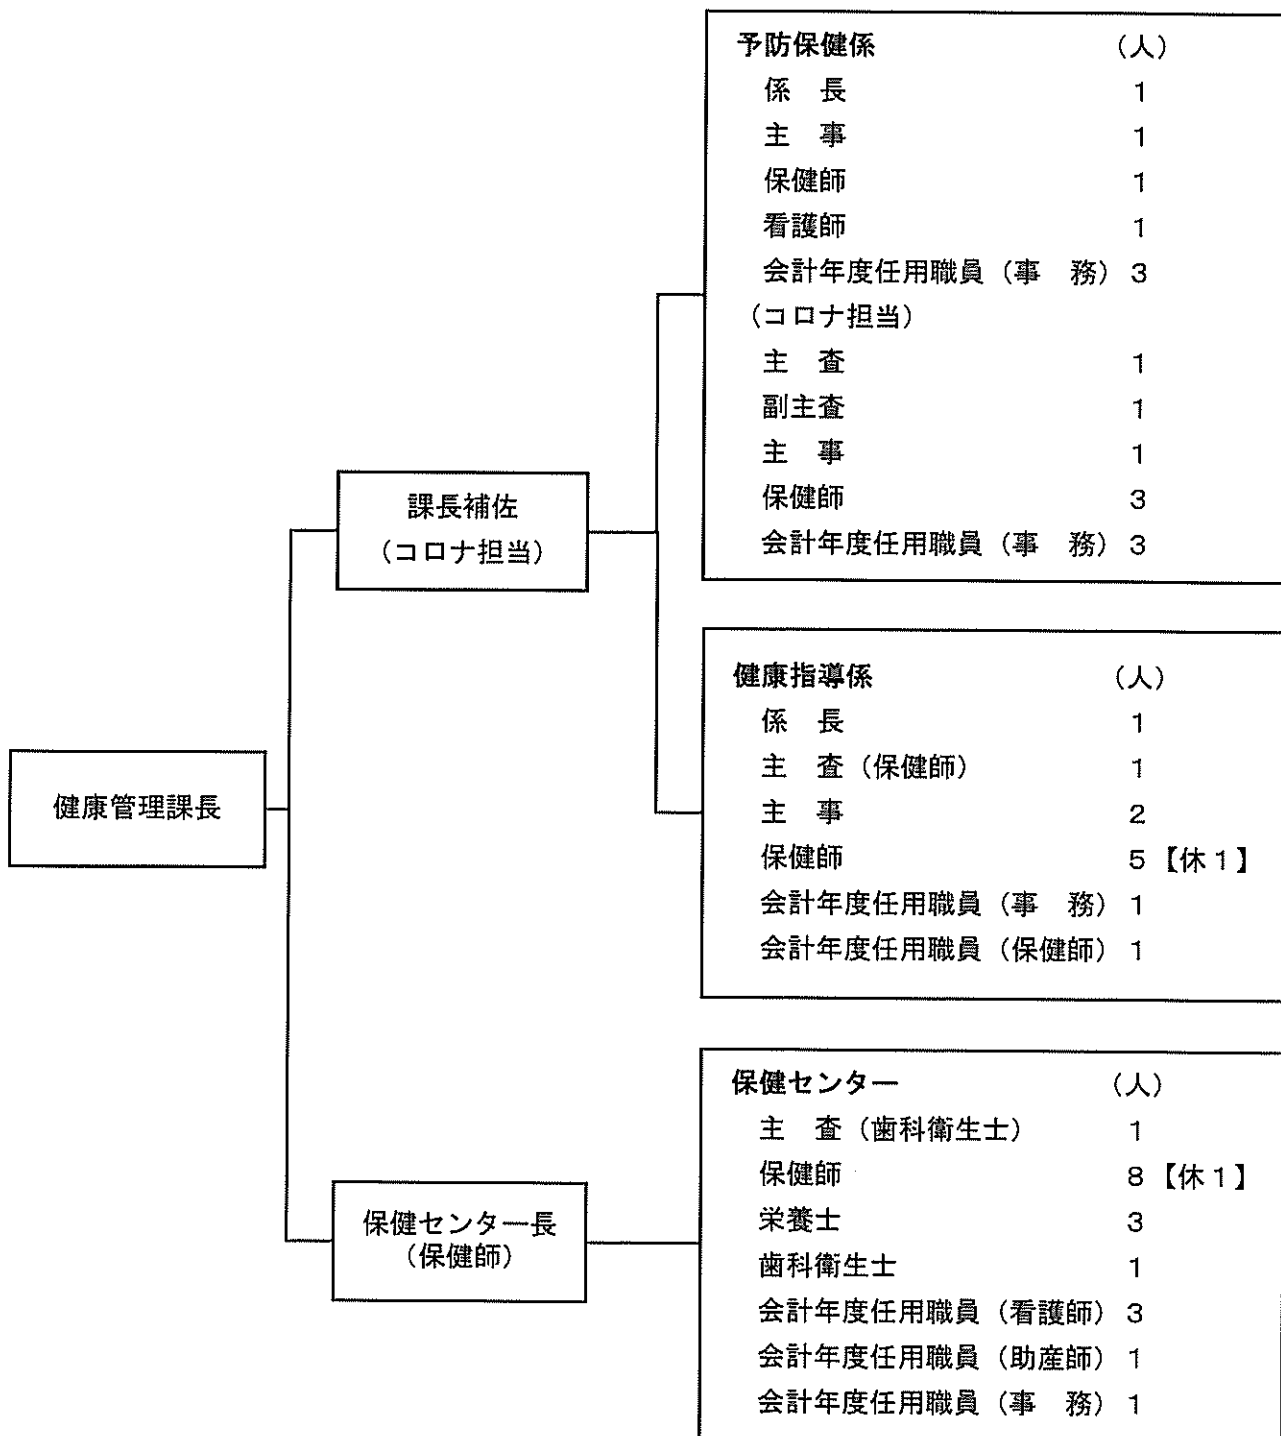 予防保健係 （人）
係　長 1
主　事 1
保健師 1
看護師 1
会計年度任用職員（事　務） 3
（コロナ担当）
主　査 1
副主査 1
主　事 1
保健師 3
会計年度任用職員（事　務） 3
課長補佐
（コロナ担当）
健康指導係 （人）
係　長 1
主　査（保健師） 1
主　事 2
保健師 5【休1】
会計年度任用職員（事　務） 1
会計年度任用職員（保健師） 1
健康管理課長
保健センター （人）
主　査（歯科衛生士） 1
保健師 8【休1】
栄養士 3
歯科衛生士 1
会計年度任用職員（看護師） 3
会計年度任用職員（助産師） 1
会計年度任用職員（事　務） 1
保健センター長
（保健師）